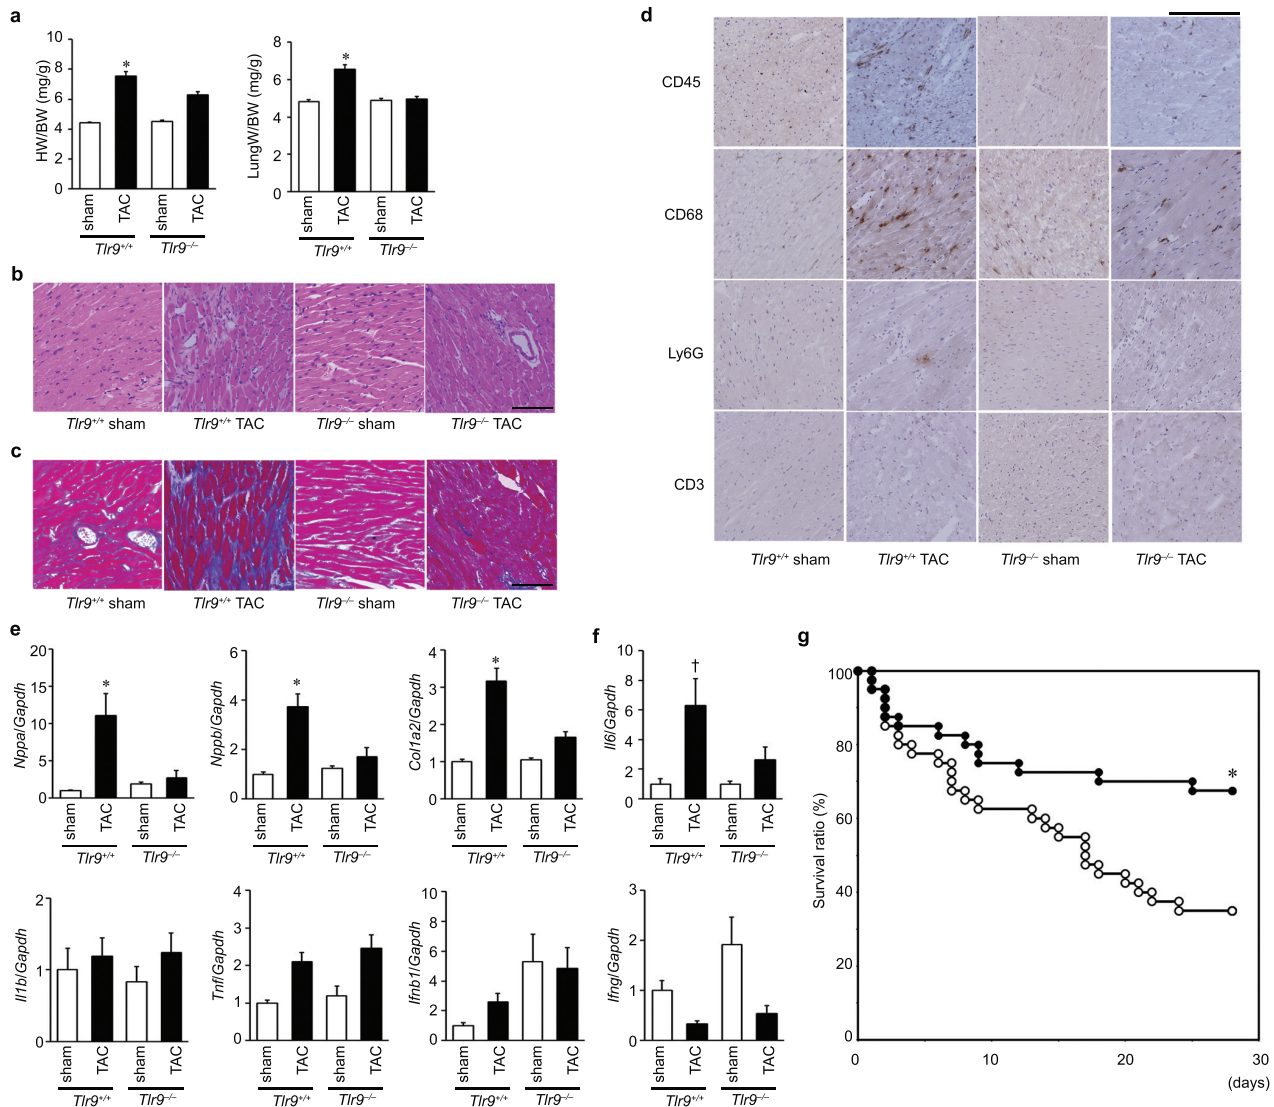 a
HW/BW (mg/g)
10
8
6
4
2
0
*
sham
TAC
sham
TAC
Tlr9+/+
Tlr9–/–
LungW/BW (mg/g)
8
6
4
2
0
*
sham
TAC
sham
TAC
Tlr9+/+
Tlr9–/–
b
Tlr9+/+ sham
Tlr9+/+ TAC
Tlr9–/– sham
Tlr9–/– TAC
c
Tlr9+/+ sham
Tlr9+/+ TAC
Tlr9–/– sham
Tlr9–/– TAC
d
CD45
CD68
Ly6G
CD3
Tlr9+/+ sham
Tlr9+/+ TAC
Tlr9–/– sham
Tlr9–/– TAC
e
Nppa/Gapdh
20
15
10
5
0
*
sham
TAC
sham
TAC
Tlr9+/+
Tlr9–/–
Nppb/Gapdh
6
4
2
0
*
sham
TAC
sham
TAC
Tlr9+/+
Tlr9–/–
Col1a2/Gapdh
4
3
2
1
0
*
sham
TAC
sham
TAC
Tlr9+/+
Tlr9–/–
f
Il6/Gapdh
10
8
6
4
2
0
†
sham
TAC
sham
TAC
Tlr9+/+
Tlr9–/–
Il1b/Gapdh
2
1
0
sham
TAC
sham
TAC
Tlr9+/+
Tlr9–/–
Tnf/Gapdh
4
3
2
1
0
sham
TAC
sham
TAC
Tlr9+/+
Tlr9–/–
Ifnb1/Gapdh
10
8
6
4
2
0
sham
TAC
sham
TAC
Tlr9+/+
Tlr9–/–
Ifng/Gapdh
3
2
1
0
sham
TAC
sham
TAC
Tlr9+/+
Tlr9–/–
g
Survival ratio (%)
100
80
60
40
20
0
*
0
10
20
30
(days)